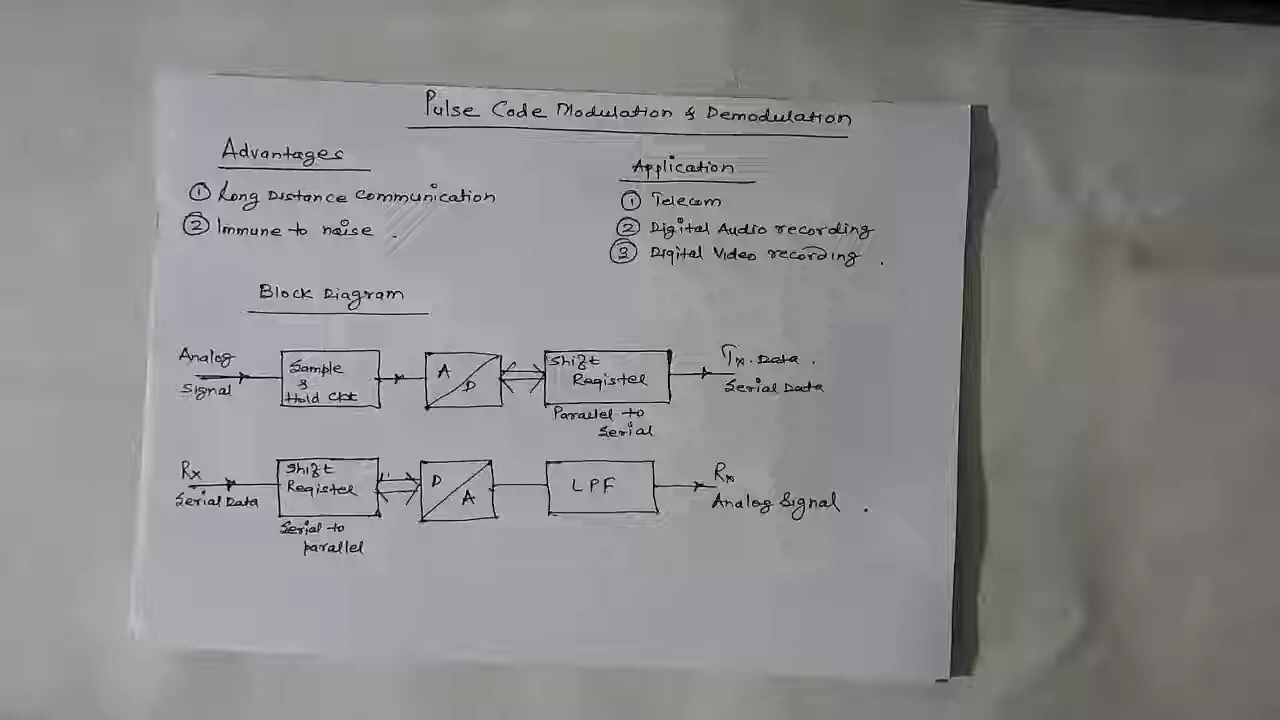 Pulse Code Modulation & Demodulation
Advantages
① Long Distance Communication
② Immune to noise .
Application
① Telecom
② Digital Audio recording
③ Digital Video recording .
Block Diagram
Analog
Signal
Sample
&
Hold Ckt
A
D
Shift
Register
Parallel to
Serial
Tx. Data .
Serial Data
Rx
Serial Data
Shift
Register
Serial to
parallel
D
A
LPF
Rx
Analog Signal .